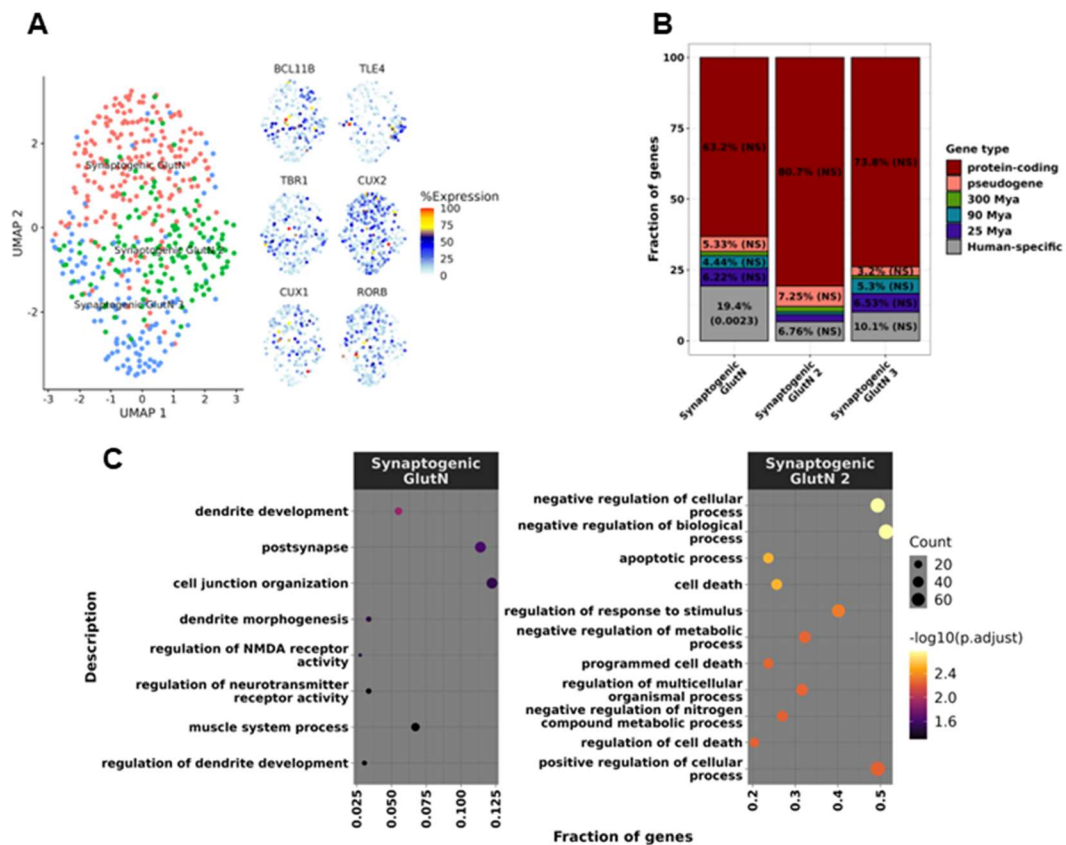 A
BCL11B TLE4
TBR1 CUX2
CUX1 RORB
%Expression
100
75
50
25
0
UMAP 2
2
0
-2
Synaptogenic GlutN
Synaptogenic GlutN
Synaptogenic GlutN 3
-3 -2 -1 0 1 2 3
UMAP 1
B
Fraction of genes
100
75
50
25
0
63.2% (NS)
5.33% (NS)
4.44% (NS)
6.22% (NS)
19.4%
(0.0023)
80.7% (NS)
7.25% (NS)
6.76% (NS)
73.8% (NS)
3.2% (NS)
5.3% (NS)
6.53% (NS)
10.1% (NS)
Synaptogenic
GlutN
Synaptogenic
GlutN 2
Synaptogenic
GlutN 3
Gene type
protein-coding
pseudogene
300 Mya
90 Mya
25 Mya
Human-specific
C
Description
Synaptogenic
GlutN
dendrite development
postsynapse
cell junction organization
dendrite morphogenesis
regulation of NMDA receptor
activity
regulation of neurotransmitter
receptor activity
muscle system process
regulation of dendrite development
0.025 0.050 0.075 0.100 0.125
Synaptogenic
GlutN 2
negative regulation of cellular
process
negative regulation of biological
process
apoptotic process
cell death
regulation of response to stimulus
negative regulation of metabolic
process
programmed cell death
regulation of multicellular
organismal process
negative regulation of nitrogen
compound metabolic process
regulation of cell death
positive regulation of cellular
process
0.2 0.3 0.4 0.5
Fraction of genes
Count
20
40
60
-log10(p.adjust)
2.4
2.0
1.6